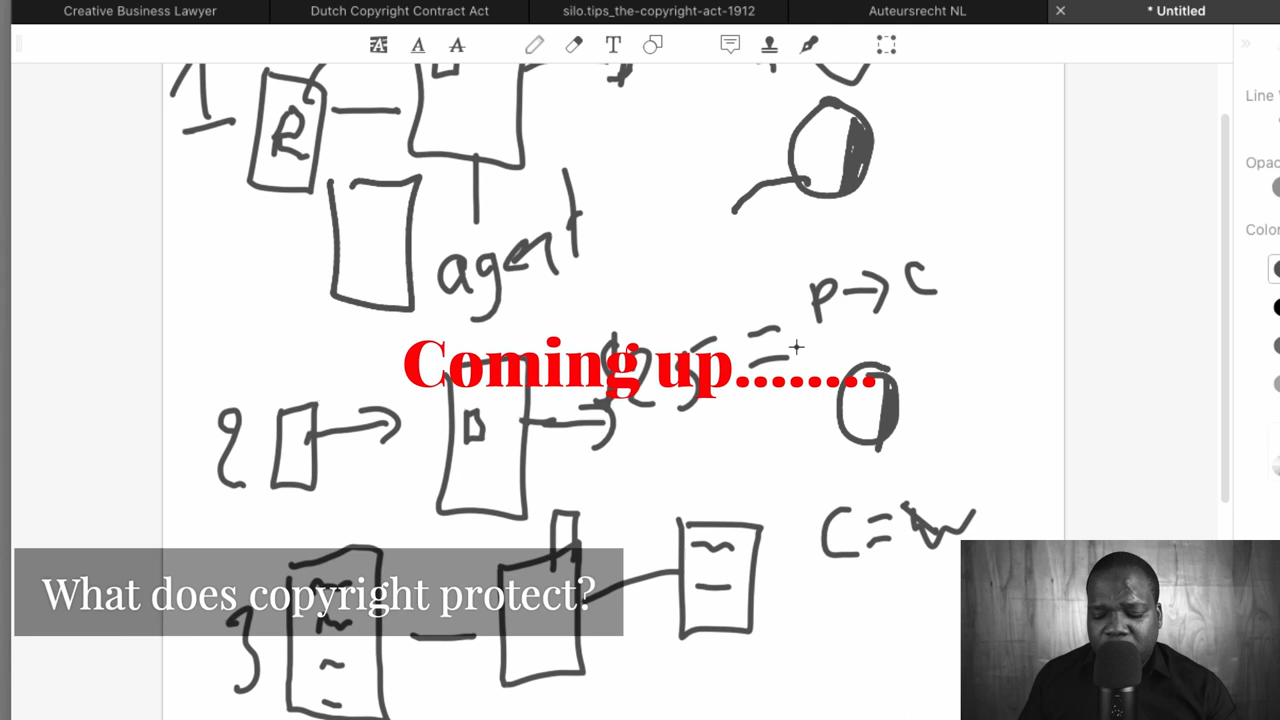 Creative Business Lawyer
Dutch Copyright Contract Act
silo.tips_the-copyright-act-1912
Auteursrecht NL
* Untitled
Line
Opac
Color
1
R
agent
p → c
$25 =
Coming up........
2
C =
What does copyright protect?
3